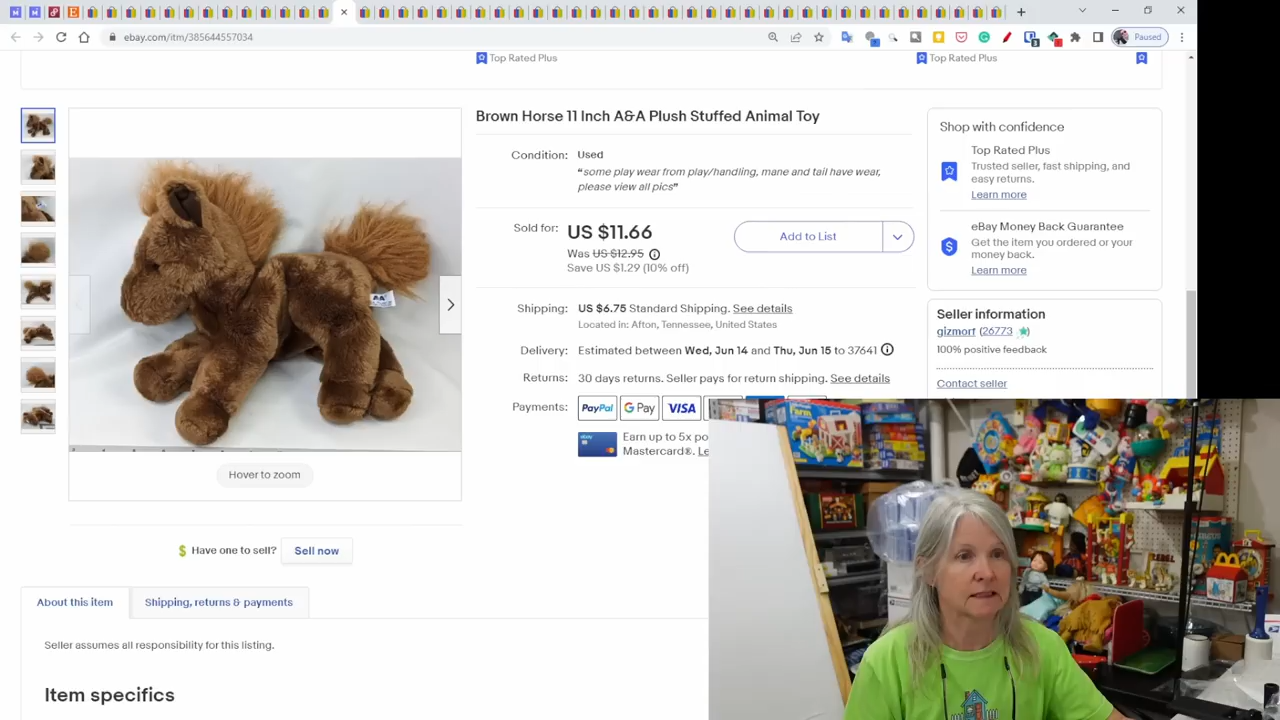 ebay.com/itm/385644557034
Paused
Top Rated Plus
Top Rated Plus
Brown Horse 11 Inch A&A Plush Stuffed Animal Toy
Condition: Used
“some play wear from play/handling, mane and tail have wear,
please view all pics”
Sold for: US $11.66
Was US $12.95
Save US $1.29 (10% off)
Add to List
Shipping: US $6.75 Standard Shipping. See details
Located in: Afton, Tennessee, United States
Delivery: Estimated between Wed, Jun 14 and Thu, Jun 15 to 37641
Returns: 30 days returns. Seller pays for return shipping. See details
Payments: PayPal G Pay VISA
ebay
Earn up to 5x po
Mastercard®. Le
Shop with confidence
Top Rated Plus
Trusted seller, fast shipping, and
easy returns.
Learn more
eBay Money Back Guarantee
Get the item you ordered or your
money back.
Learn more
Seller information
gizmorf (26773)
100% positive feedback
Contact seller
Hover to zoom
Have one to sell? Sell now
About this item
Shipping, returns & payments
Seller assumes all responsibility for this listing.
Item specifics
Farm